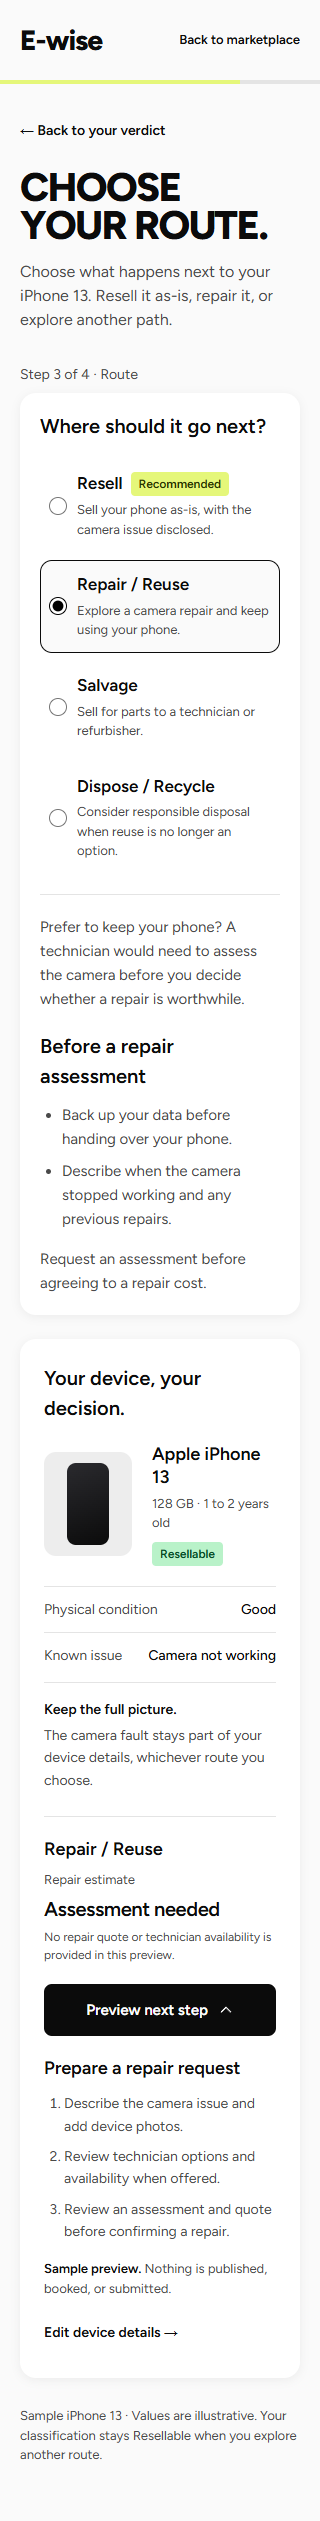 E-wise
Back to marketplace
← Back to your verdict
CHOOSE
YOUR ROUTE.
Choose what happens next to your
iPhone 13. Resell it as-is, repair it, or
explore another path.
Step 3 of 4 · Route
Where should it go next?
Resell Recommended
Sell your phone as-is, with the
camera issue disclosed.
Repair / Reuse
Explore a camera repair and keep
using your phone.
Salvage
Sell for parts to a technician or
refurbisher.
Dispose / Recycle
Consider responsible disposal
when reuse is no longer an
option.
Prefer to keep your phone? A
technician would need to assess
the camera before you decide
whether a repair is worthwhile.
Before a repair
assessment
• Back up your data before
handing over your phone.
• Describe when the camera
stopped working and any
previous repairs.
Request an assessment before
agreeing to a repair cost.
Your device, your
decision.
Apple iPhone
13
128 GB · 1 to 2 years
old
Resellable
Physical condition Good
Known issue Camera not working
Keep the full picture.
The camera fault stays part of your
device details, whichever route you
choose.
Repair / Reuse
Repair estimate
Assessment needed
No repair quote or technician availability is
provided in this preview.
Preview next step
Prepare a repair request
1. Describe the camera issue and
add device photos.
2. Review technician options and
availability when offered.
3. Review an assessment and quote
before confirming a repair.
Sample preview. Nothing is published,
booked, or submitted.
Edit device details →
Sample iPhone 13 · Values are illustrative. Your
classification stays Resellable when you explore
another route.